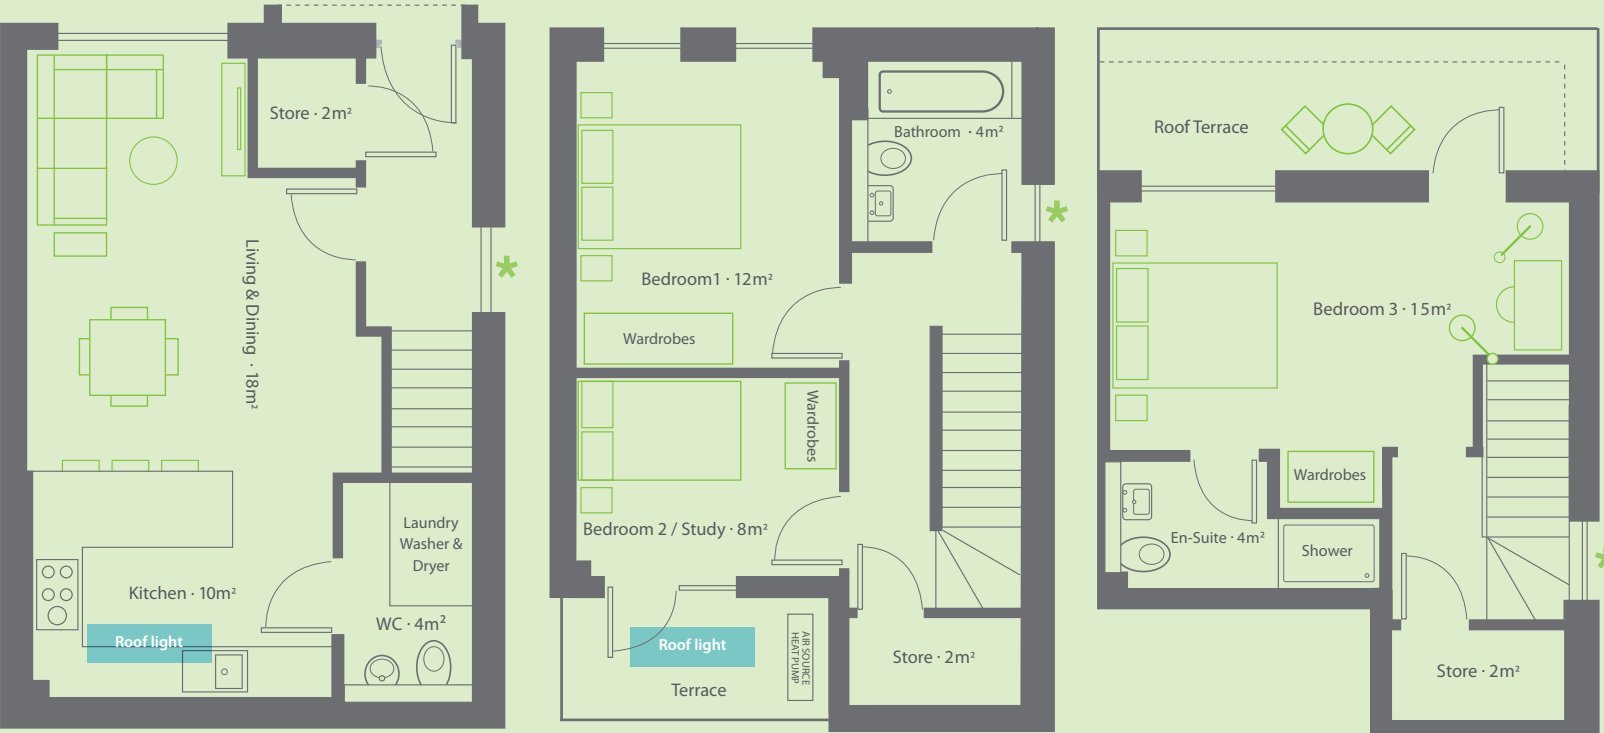 Store · 2m²
Living & Dining · 18m²
Laundry
Washer &
Dryer
Kitchen · 10m²
WC · 4m²
Roof light
Bathroom · 4m²
Bedroom1 · 12m²
Wardrobes
Wardrobes
Bedroom 2 / Study · 8m²
Roof light
AIR SOURCE
HEAT PUMP
Terrace
Store · 2m²
Roof Terrace
Bedroom 3 · 15m²
Wardrobes
En-Suite · 4m²
Shower
Store · 2m²